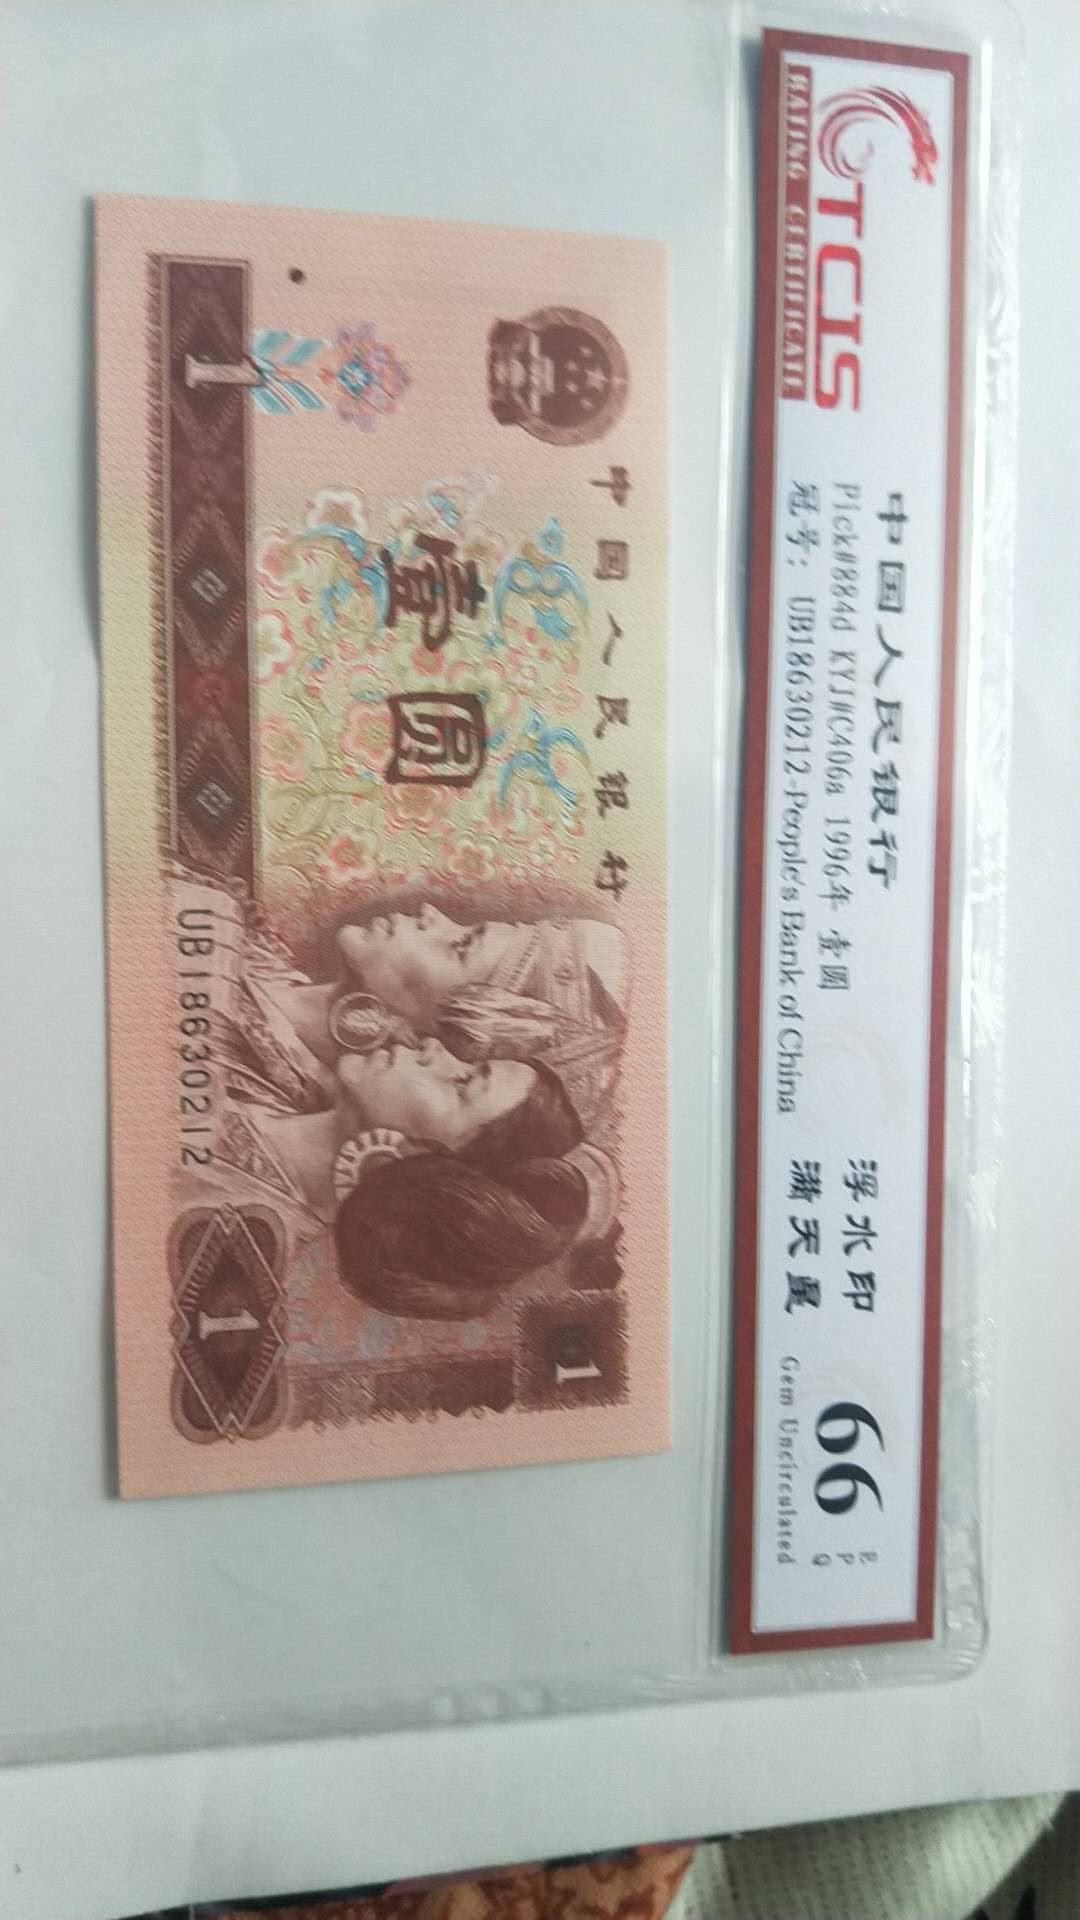 TCIS
RATING CERTIFICATE
中国人民银行
Pick#884d KYJ#C406a 1996年 壹圆
冠号: UB18630212-People's Bank of China
浮水印
满天星
66
EPQ
Gem Uncirculated
中国人民银行
壹圆
1
UB18630212
1
1